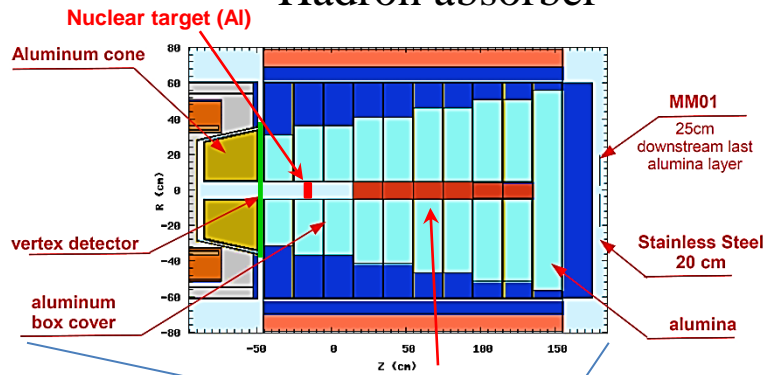 Hadron absorber
Nuclear target (Al)
Aluminum cone
vertex detector
aluminum
box cover
80
60
40
20
0
-20
-40
-60
-80
R (cm)
-50
0
50
100
150
Z (cm)
MM01
25cm
downstream last
alumina layer
Stainless Steel
20 cm
alumina